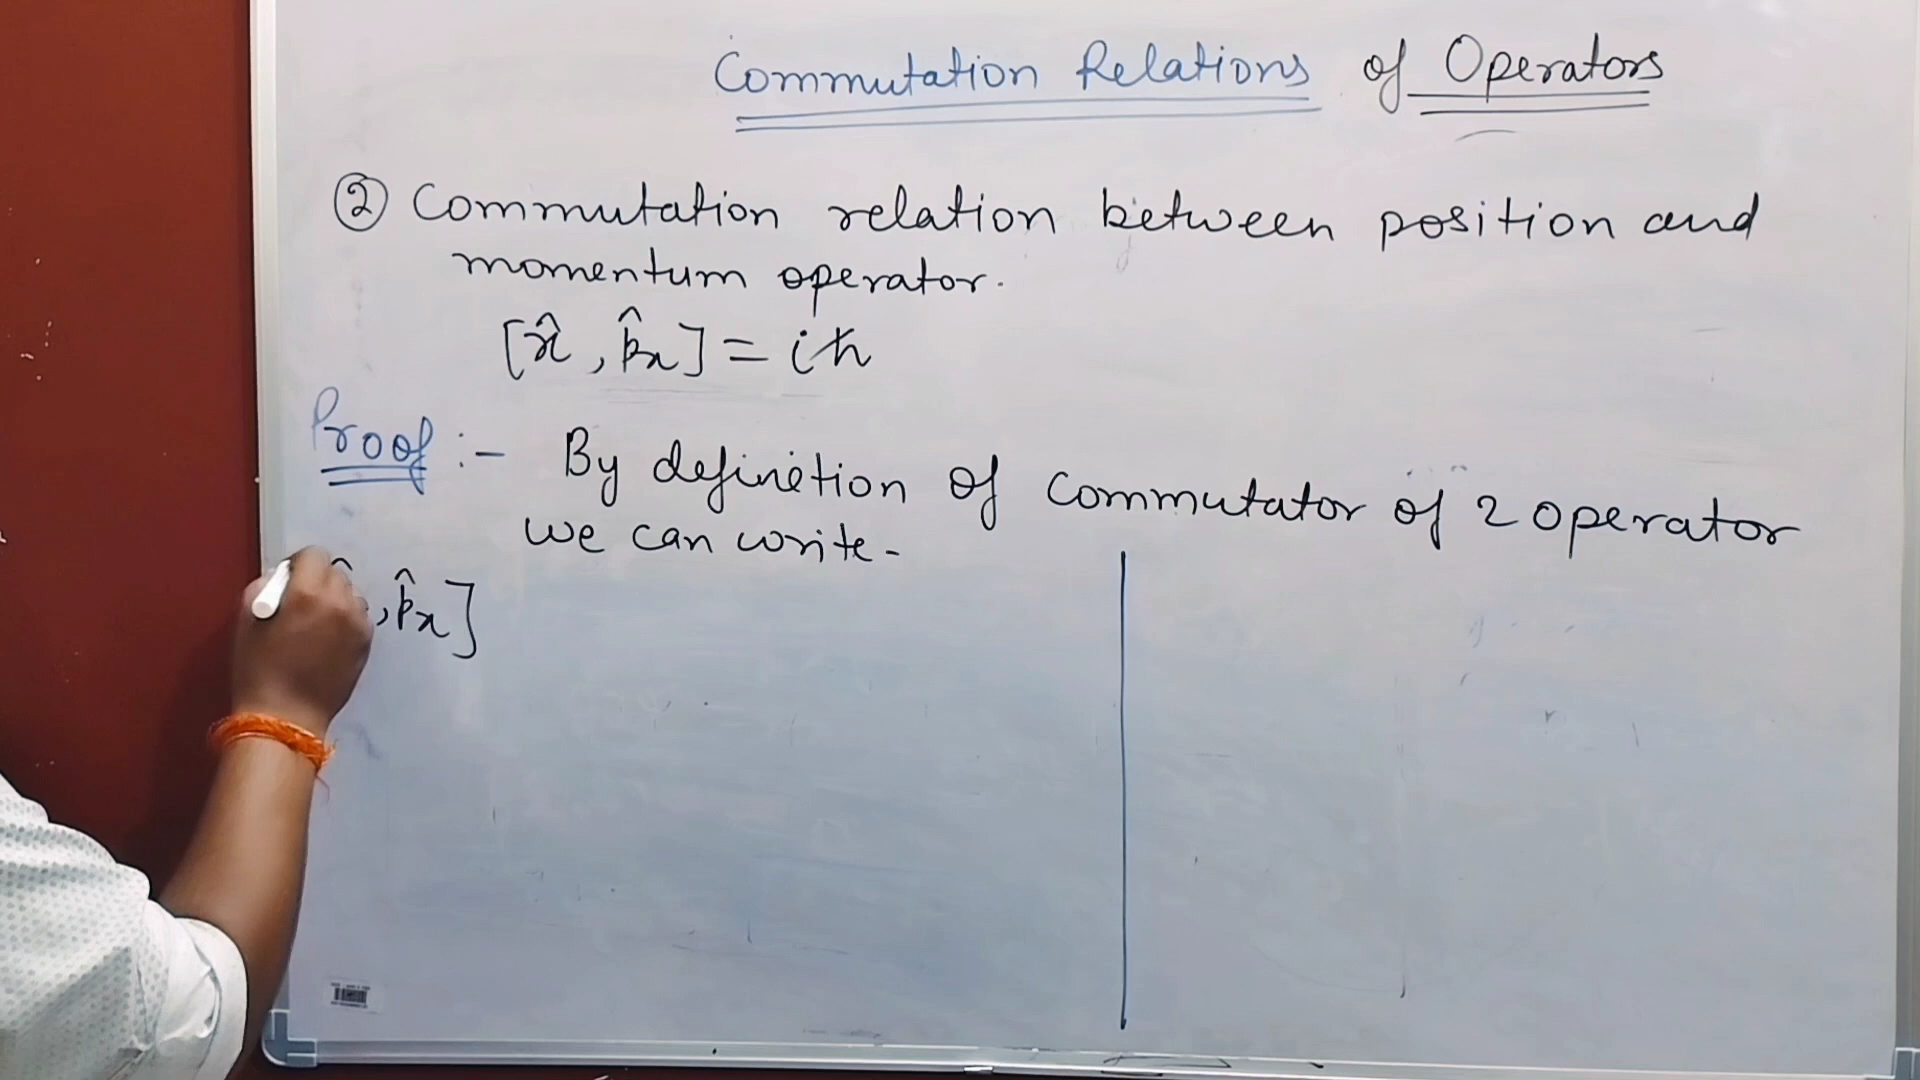 Commutation Relations of Operators
② Commutation relation between position and
momentum operator.
[x̂, p̂x] = iħ
Proof :- By definition of commutator of 2 operator
we can write-
, p̂x]